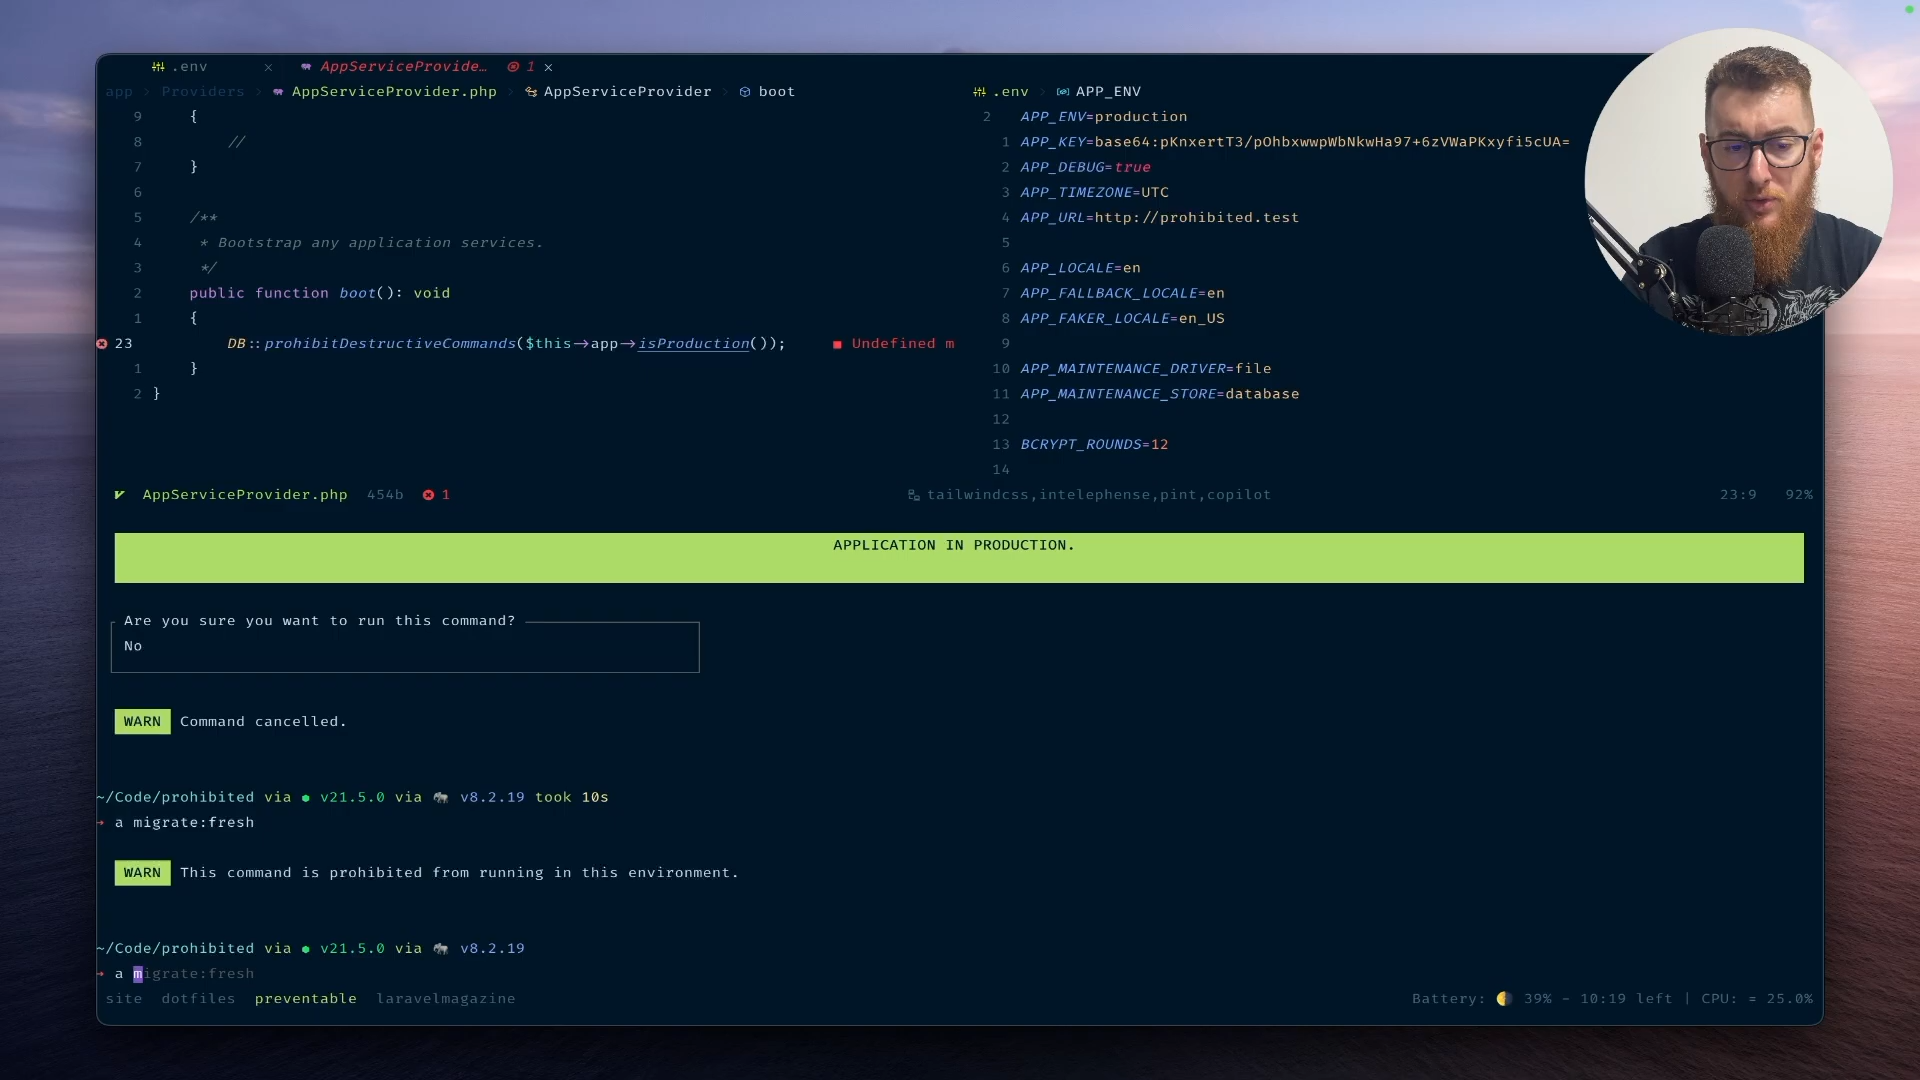 .env × AppServiceProvide… 1 ×
app > Providers > AppServiceProvider.php > AppServiceProvider > boot
9 {
8 //
7 }
6
5 /**
4 * Bootstrap any application services.
3 */
2 public function boot(): void
1 {
23 DB::prohibitDestructiveCommands($this->app->isProduction()); ■ Undefined m
1 }
2 }
.env > APP_ENV
2 APP_ENV=production
1 APP_KEY=base64:pKnxertT3/pOhbxwwpWbNkwHa97+6zVWaPKxyfi5cUA=
2 APP_DEBUG=true
3 APP_TIMEZONE=UTC
4 APP_URL=http://prohibited.test
5
6 APP_LOCALE=en
7 APP_FALLBACK_LOCALE=en
8 APP_FAKER_LOCALE=en_US
9
10 APP_MAINTENANCE_DRIVER=file
11 APP_MAINTENANCE_STORE=database
12
13 BCRYPT_ROUNDS=12
14
AppServiceProvider.php 454b 1 tailwindcss,intelephense,pint,copilot 23:9 92%
APPLICATION IN PRODUCTION.
Are you sure you want to run this command?
No
WARN Command cancelled.
~/Code/prohibited via v21.5.0 via 🐘 v8.2.19 took 10s
→ a migrate:fresh
WARN This command is prohibited from running in this environment.
~/Code/prohibited via v21.5.0 via 🐘 v8.2.19
→ a migrate:fresh
site dotfiles preventable laravelmagazine Battery: 🌗 39% - 10:19 left | CPU: = 25.0%